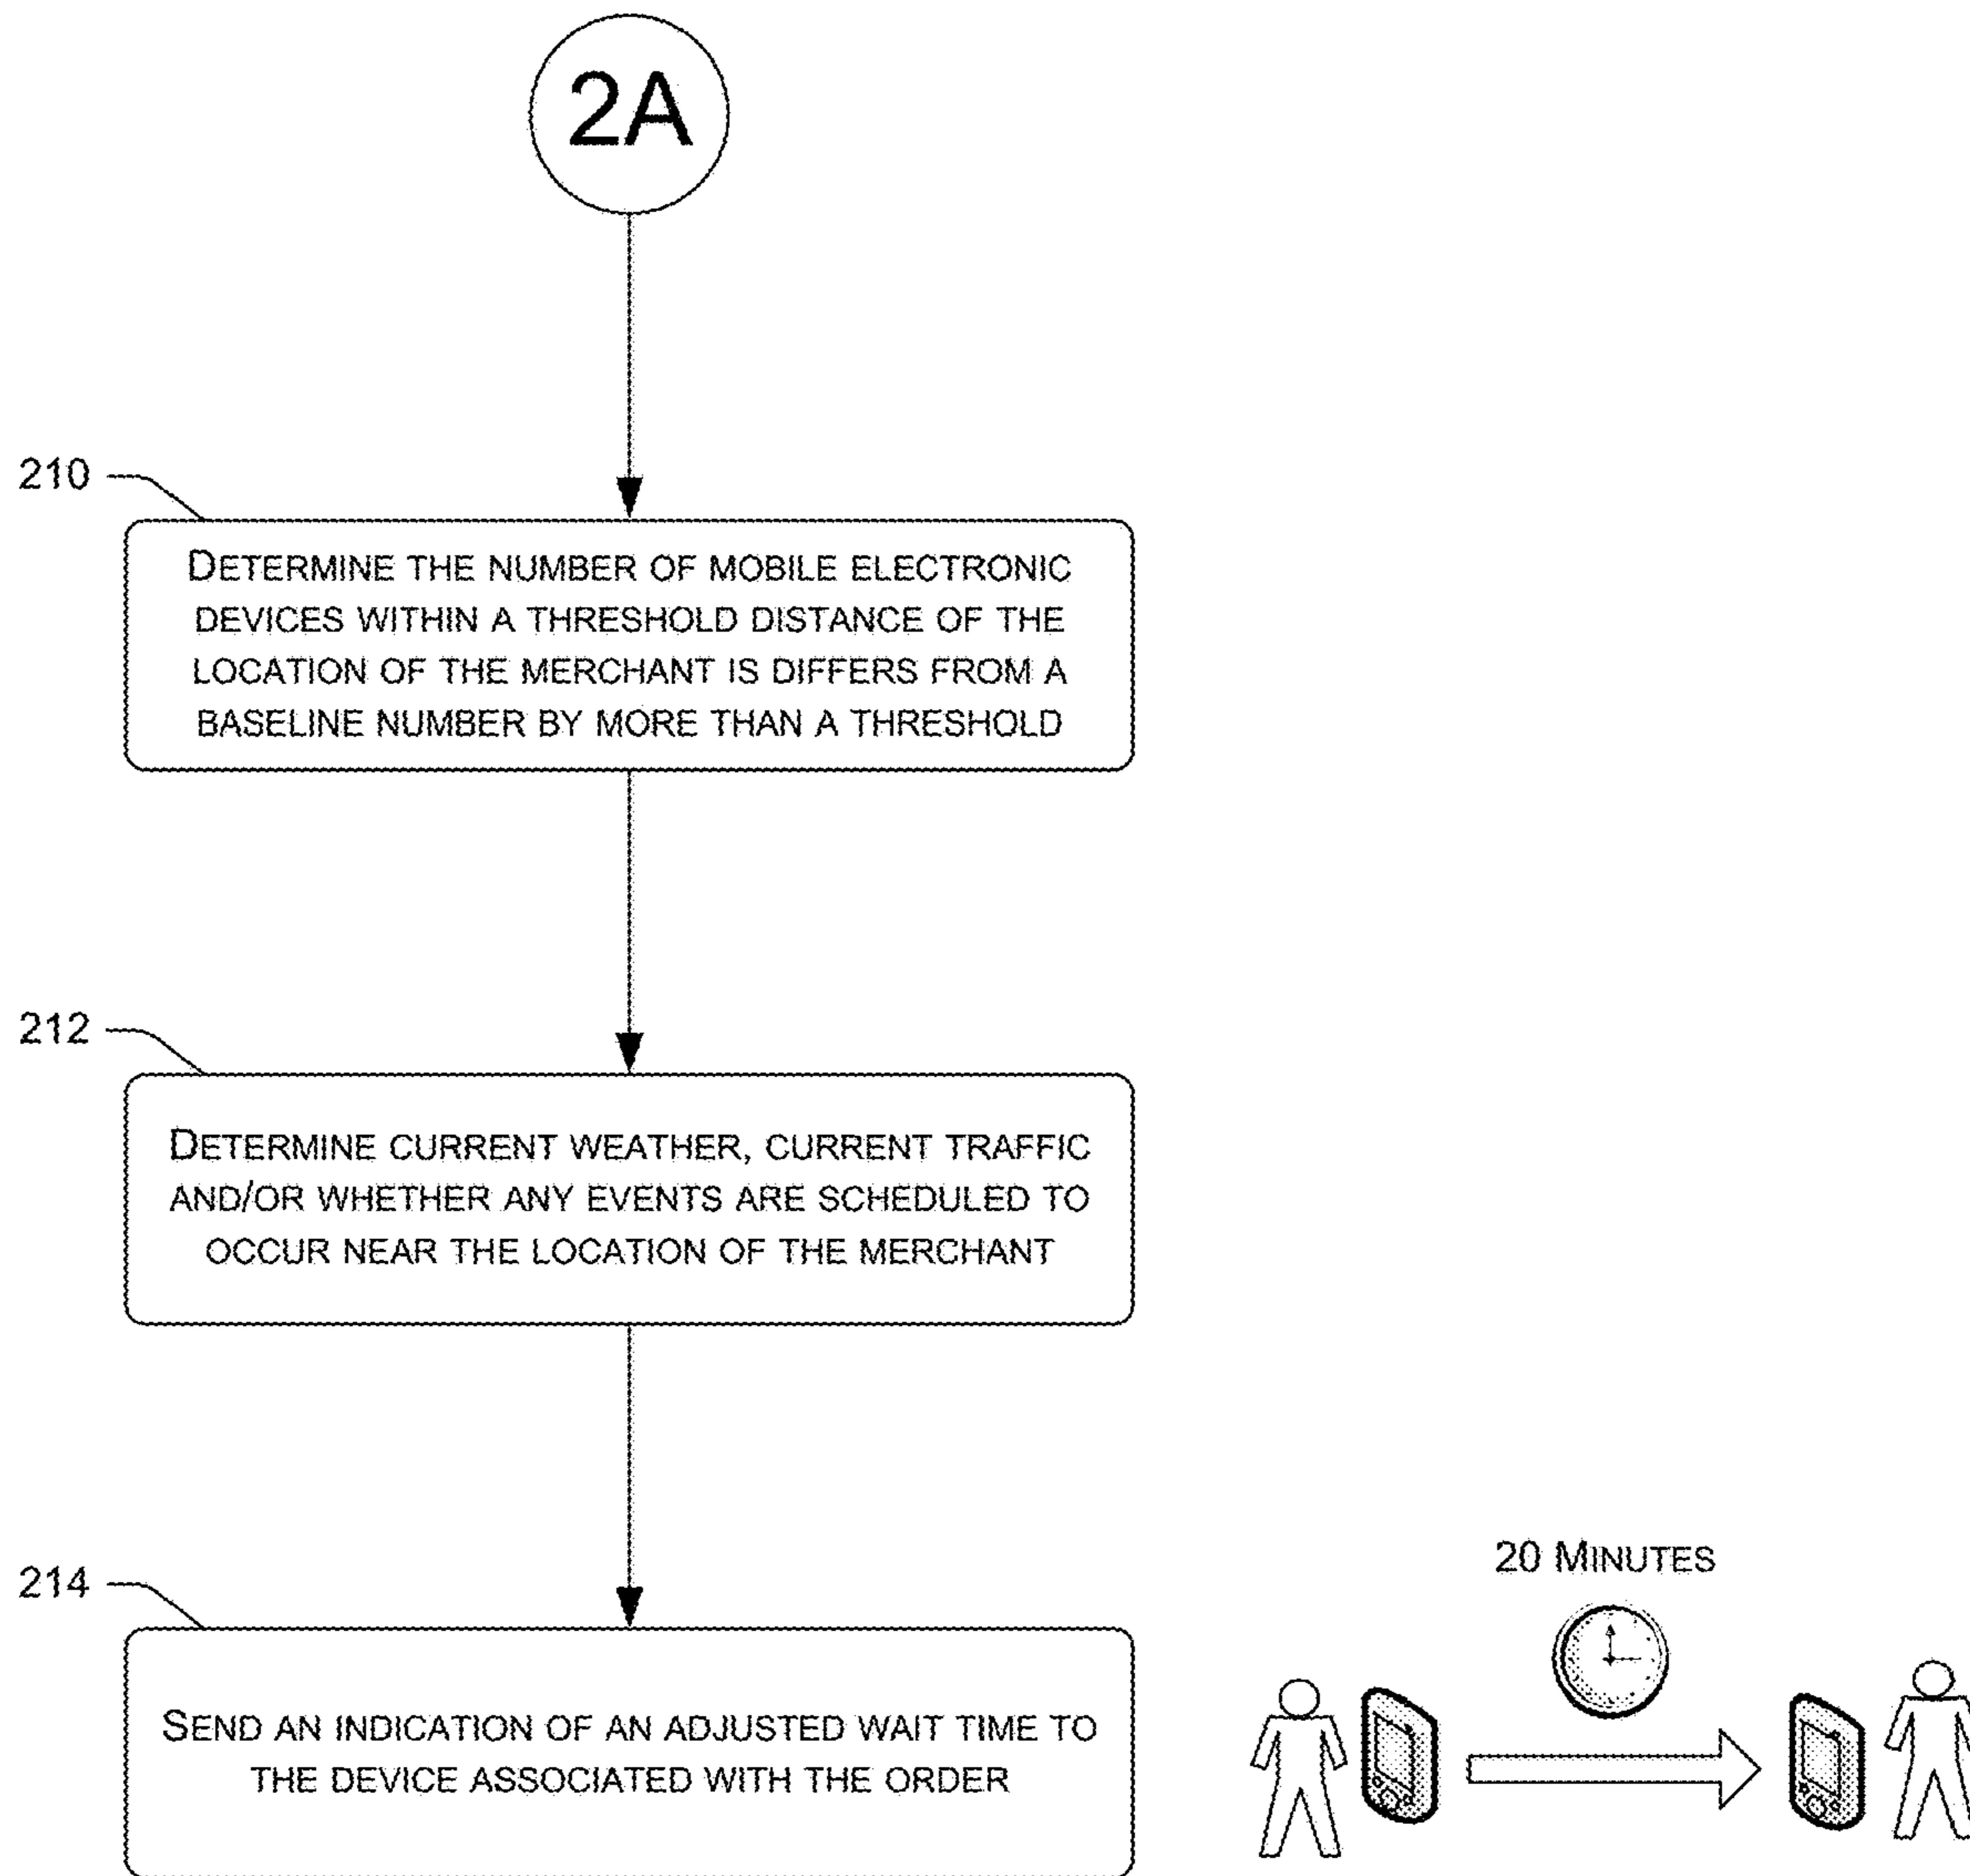 2A
210
DETERMINE THE NUMBER OF MOBILE ELECTRONIC
DEVICES WITHIN A THRESHOLD DISTANCE OF THE
LOCATION OF THE MERCHANT IS DIFFERS FROM A
BASELINE NUMBER BY MORE THAN A THRESHOLD
212
DETERMINE CURRENT WEATHER, CURRENT TRAFFIC
AND/OR WHETHER ANY EVENTS ARE SCHEDULED TO
OCCUR NEAR THE LOCATION OF THE MERCHANT
214
SEND AN INDICATION OF AN ADJUSTED WAIT TIME TO
THE DEVICE ASSOCIATED WITH THE ORDER
20 MINUTES